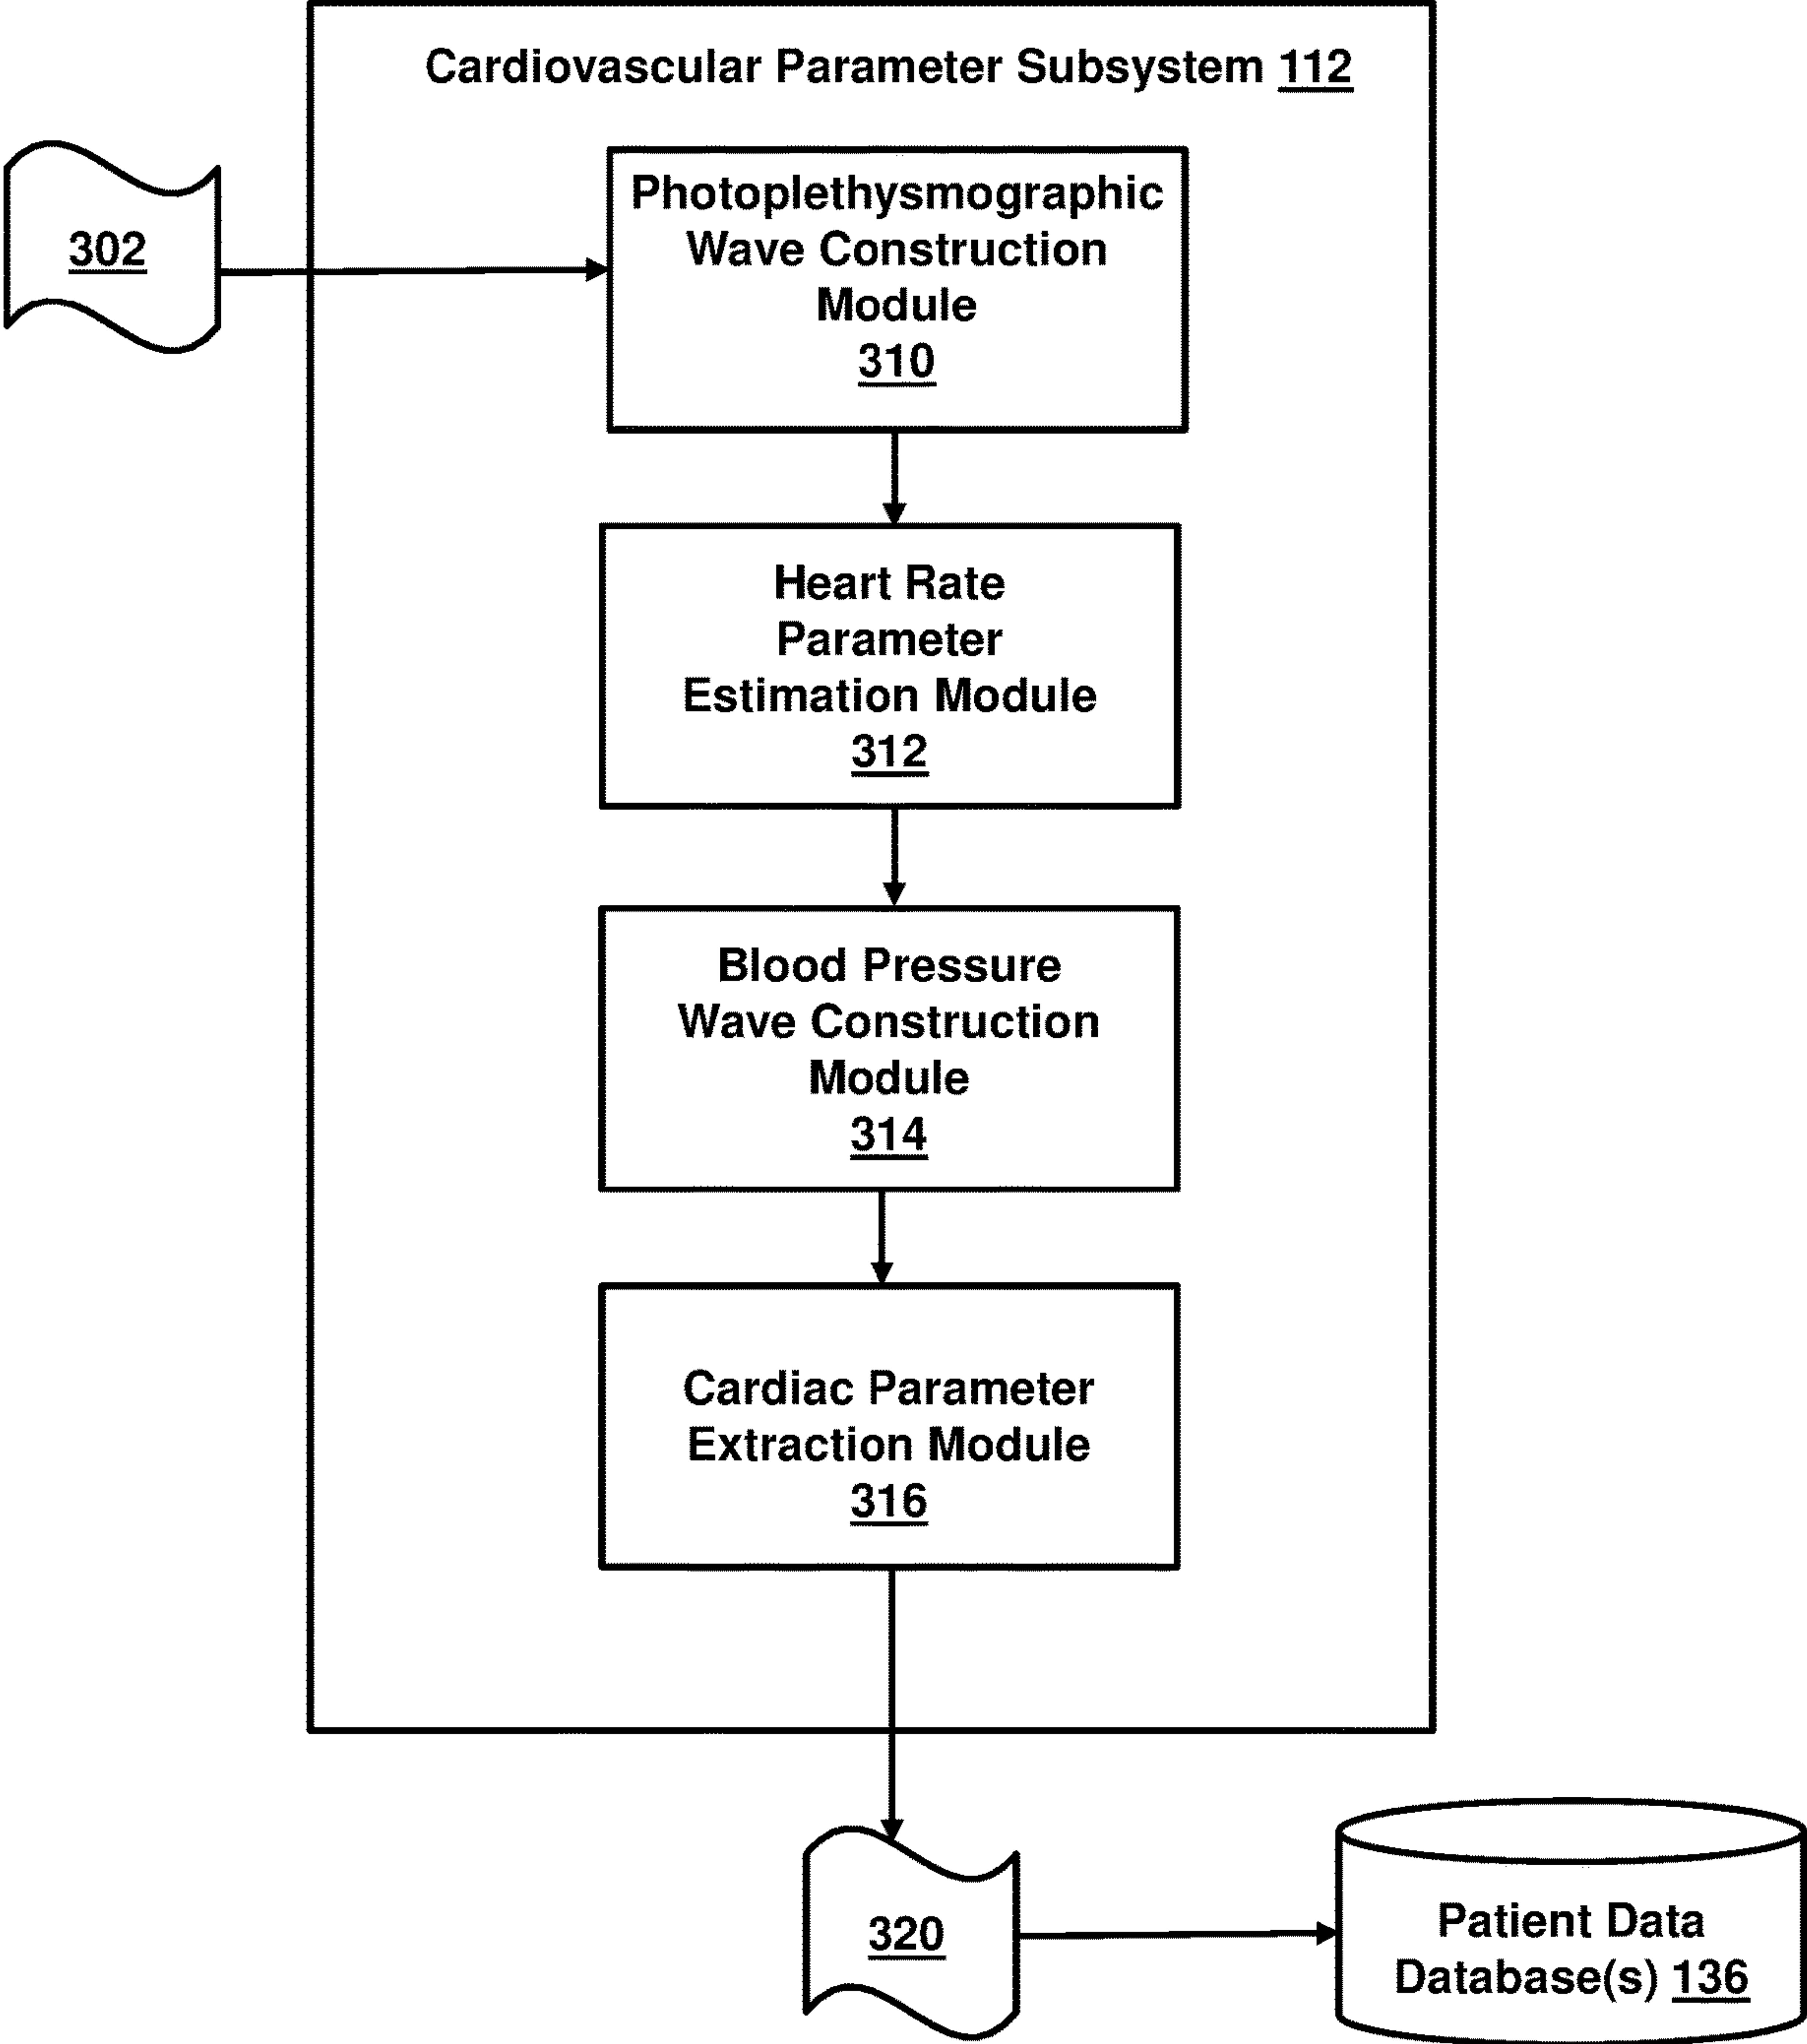 Cardiovascular Parameter Subsystem 112
302
Photoplethysmographic
Wave Construction
Module
310
Heart Rate
Parameter
Estimation Module
312
Blood Pressure
Wave Construction
Module
314
Cardiac Parameter
Extraction Module
316
320
Patient Data
Database(s) 136